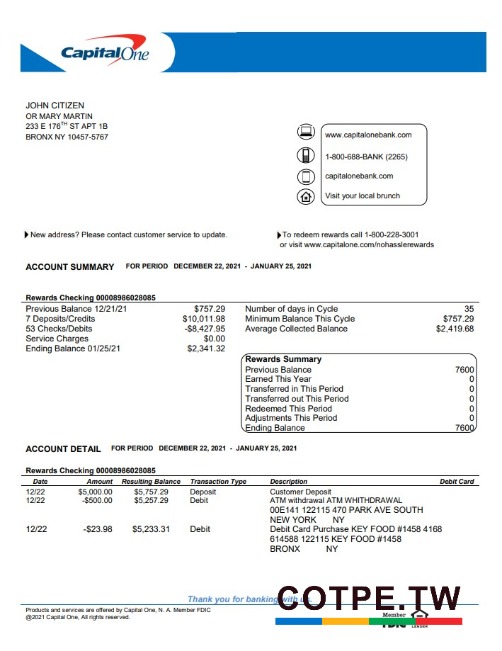 CapitalOne
JOHN CITIZEN
OR MARY MARTIN
233 E 176TH ST APT 1B
BRONX NY 10457-5767
www.capitalonebank.com
1-800-688-BANK (2265)
capitalonebank.com
Visit your local brunch
New address? Please contact customer service to update.
To redeem rewards call 1-800-228-3001
or visit www.capitalone.com/nohasslerewards
ACCOUNT SUMMARY FOR PERIOD DECEMBER 22, 2021 - JANUARY 25, 2021
Rewards Checking 00008986028085
Previous Balance 12/21/21 $757.29 Number of days in Cycle 35
7 Deposits/Credits $10,011.98 Minimum Balance This Cycle $757.29
53 Checks/Debits -$8,427.95 Average Collected Balance $2,419.68
Service Charges $0.00
Ending Balance 01/25/21 $2,341.32
Rewards Summary
Previous Balance 7600
Earned This Year 0
Transferred in This Period 0
Transferred out This Period 0
Redeemed This Period 0
Adjustments This Period 0
Ending Balance 7600
ACCOUNT DETAIL FOR PERIOD DECEMBER 22, 2021 - JANUARY 25, 2021
Rewards Checking 00008986028085
Date Amount Resulting Balance Transaction Type Description Debit Card
12/22 $5,000.00 $5,757.29 Deposit Customer Deposit
12/22 -$500.00 $5,257.29 Debit ATM withdrawal ATM WHITHDRAWAL
00E141 122115 470 PARK AVE SOUTH
NEW YORK NY
12/22 -$23.98 $5,233.31 Debit Debit Card Purchase KEY FOOD #1458 4168
614588 122115 KEY FOOD #1458
BRONX NY
Thank you for banking with us.
COTPE.TW
Products and services are offered by Capital One, N. A. Member FDIC
@2021 Capital One, All rights reserved.
Member
FDIC
LENDER